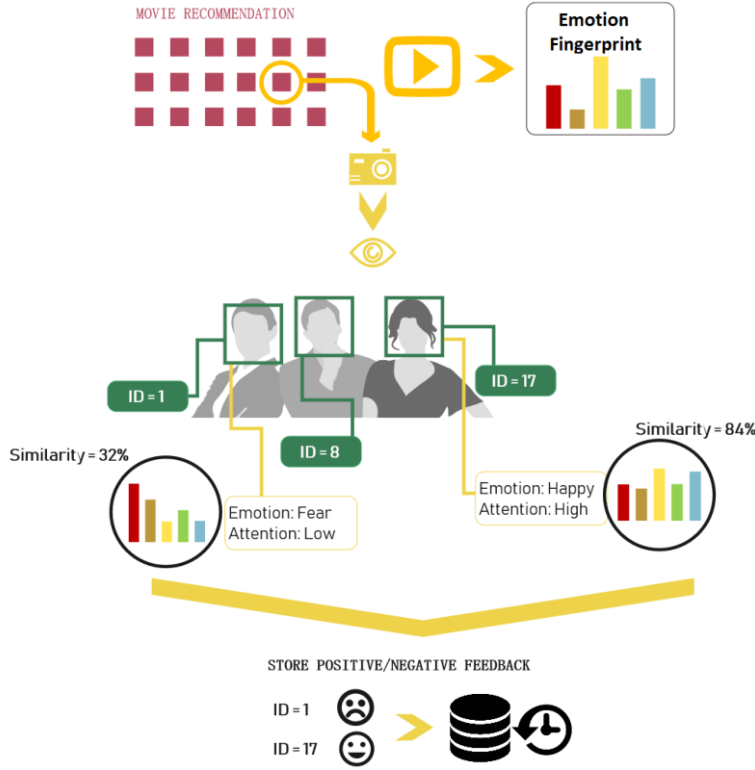 MOVIE RECOMMENDATION
Emotion
Fingerprint
ID = 1
ID = 17
ID = 8
Similarity = 32%
Similarity = 84%
Emotion: Fear
Attention: Low
Emotion: Happy
Attention: High
STORE POSITIVE/NEGATIVE FEEDBACK
ID = 1
ID = 17